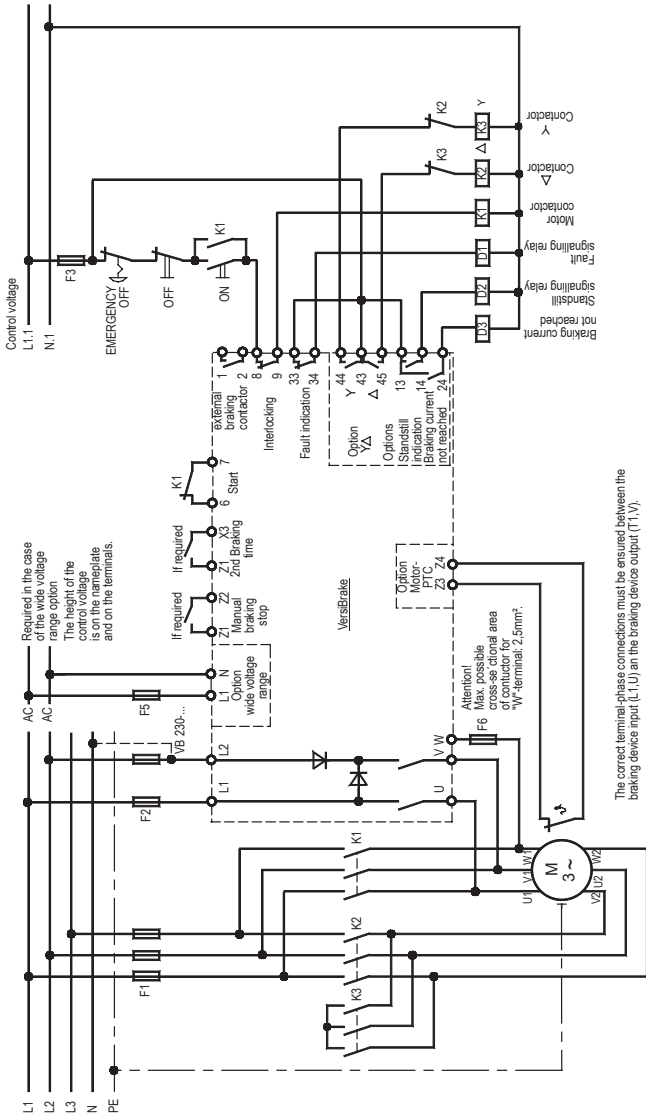 Control voltage
L1.1
N.1
F3
EMERGENCY
OFF
OFF
K1
ON
K2
K3
Y
K3
Contactor
Y
△
K2
Contactor
△
K1
Motor
contactor
D1
Fault
signalling relay
D2
Standstill
signalling relay
D3
Braking current
not reached
1
2
8
9
33
34
44
43
45
13
14
24
external
braking
contactor
Interlocking
Fault indication
Y
△
Option
Y△
Options
Standstill
indication
Braking current
not reached
K1
6
7
Start
If required
Z1
X3
2nd Braking
time
If required
Z1
Z2
Manual
braking
stop
Required in the case
of the wide voltage
range option
The height of the
control voltage
is on the nameplate
and on the terminals.
AC
AC
F5
L1
N
Option
wide voltage
range
VersiBrake
Option
Motor-
PTC
Z3
Z4
VB 230-...
F2
L1
L2
U
V
W
Attention!
Max. possible
cross-se´ctional area
of contuctor for
"W"-terminal: 2,5mm².
F6
L1
L2
L3
N
PE
F1
K1
K2
K3
U1
V1
W1
M
3 ~
V2
U2
W2
The correct terminal-phase connections must be ensured between the
braking device input (L1,U) an the braking device output (T1,V).